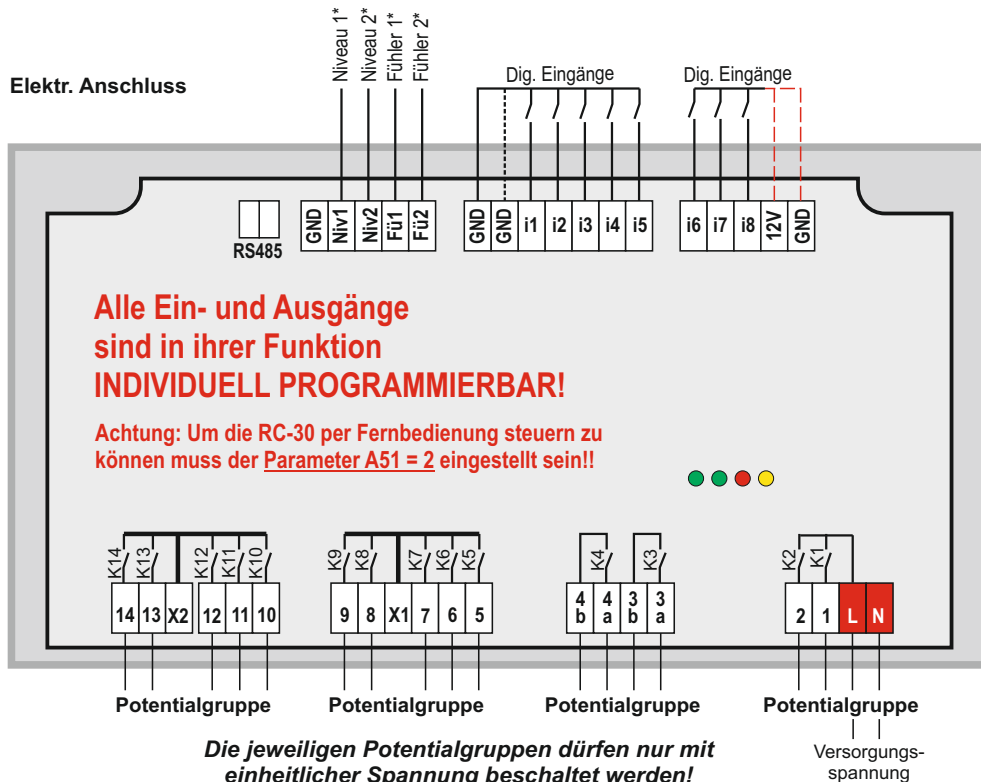 Niveau 1*
Niveau 2*
Fühler 1*
Fühler 2*
Elektr. Anschluss
Dig. Eingänge
Dig. Eingänge
RS485
GND Niv1 Niv2 Fü1 Fü2
GND GND i1 i2 i3 i4 i5
i6 i7 i8 12V GND
Alle Ein- und Ausgänge
sind in ihrer Funktion
INDIVIDUELL PROGRAMMIERBAR!
Achtung: Um die RC-30 per Fernbedienung steuern zu
können muss der Parameter A51 = 2 eingestellt sein!!
K14 K13 K12 K11 K10
K9 K8 K7 K6 K5
K4 K3
K2 K1
14 13 X2 12 11 10
9 8 X1 7 6 5
4b 4a 3b 3a
2 1 L N
Potentialgruppe
Potentialgruppe
Potentialgruppe
Potentialgruppe
Die jeweiligen Potentialgruppen dürfen nur mit
einheitlicher Spannung beschaltet werden!
Versorgungs-
spannung